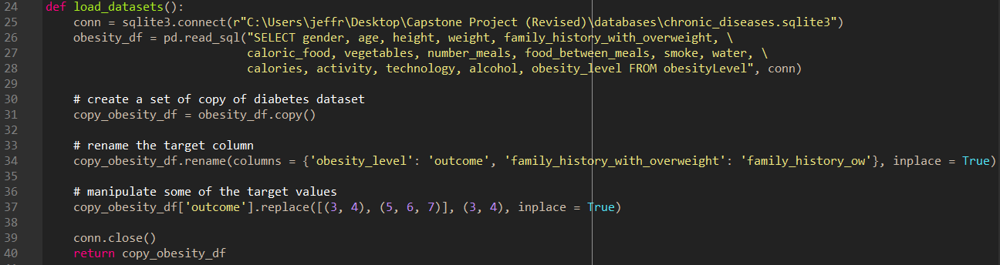 24 def load_datasets():
25     conn = sqlite3.connect(r"C:\Users\jeffr\Desktop\Capstone Project (Revised)\databases\chronic_diseases.sqlite3")
26     obesity_df = pd.read_sql("SELECT gender, age, height, weight, family_history_with_overweight, \
27                              caloric_food, vegetables, number_meals, food_between_meals, smoke, water, \
28                              calories, activity, technology, alcohol, obesity_level FROM obesityLevel", conn)
29
30     # create a set of copy of diabetes dataset
31     copy_obesity_df = obesity_df.copy()
32
33     # rename the target column
34     copy_obesity_df.rename(columns = {'obesity_level': 'outcome', 'family_history_with_overweight': 'family_history_ow'}, inplace = True)
35
36     # manipulate some of the target values
37     copy_obesity_df['outcome'].replace([(3, 4), (5, 6, 7)], (3, 4), inplace = True)
38
39     conn.close()
40     return copy_obesity_df